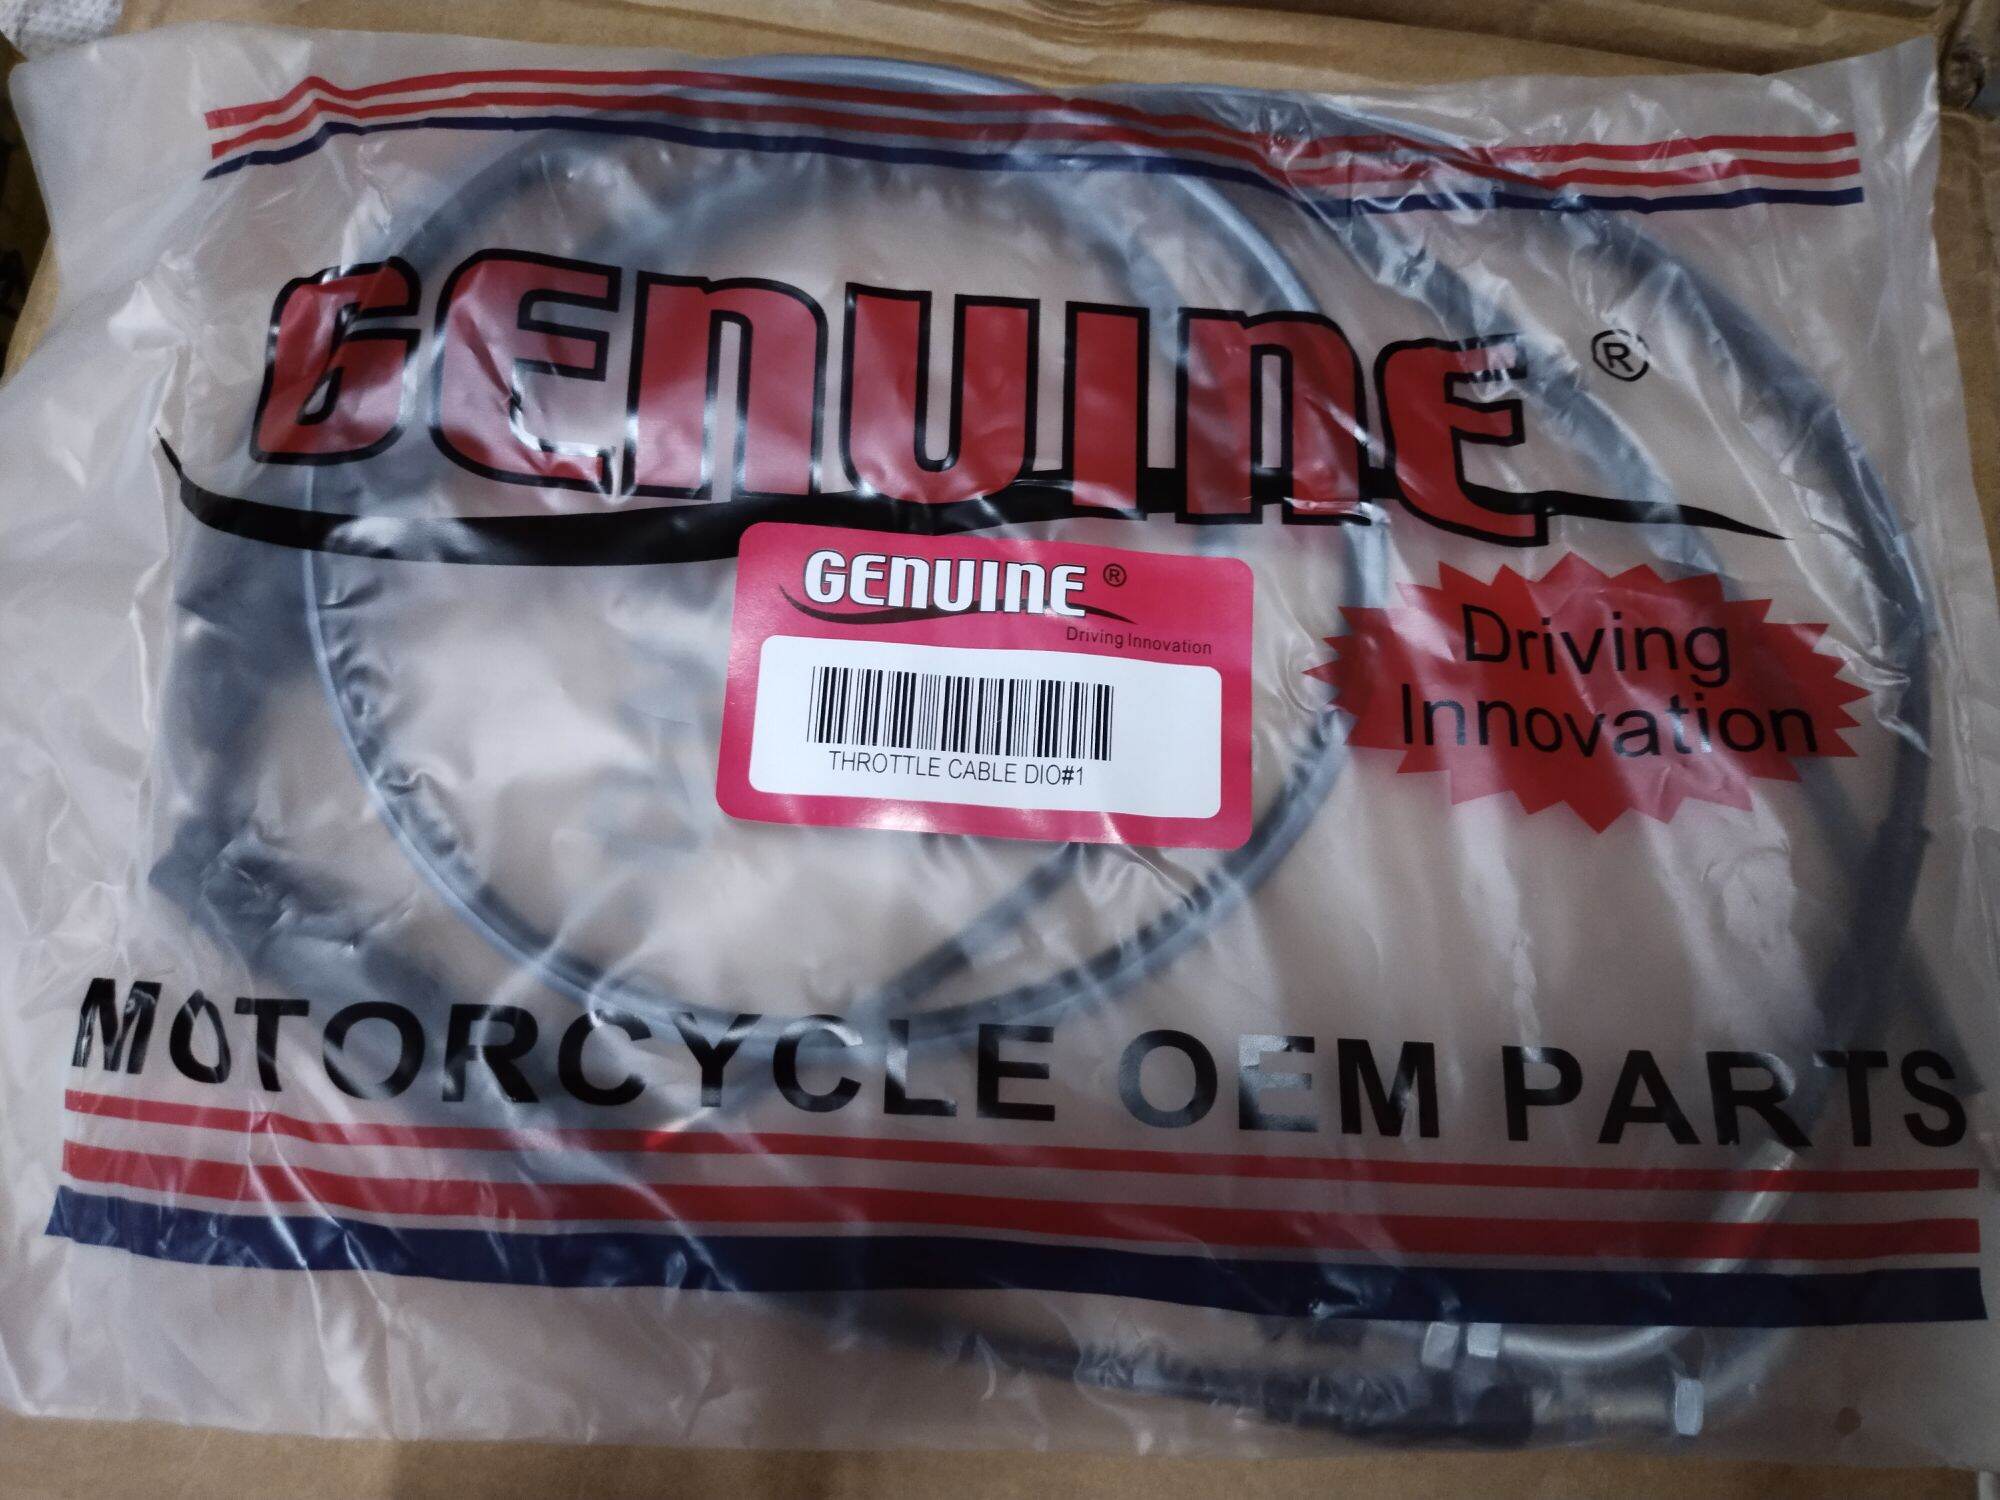 GENUINE ®
GENUINE ®
Driving Innovation
THROTTLE CABLE DIO#1
Driving
Innovation
MOTORCYCLE OEM PARTS